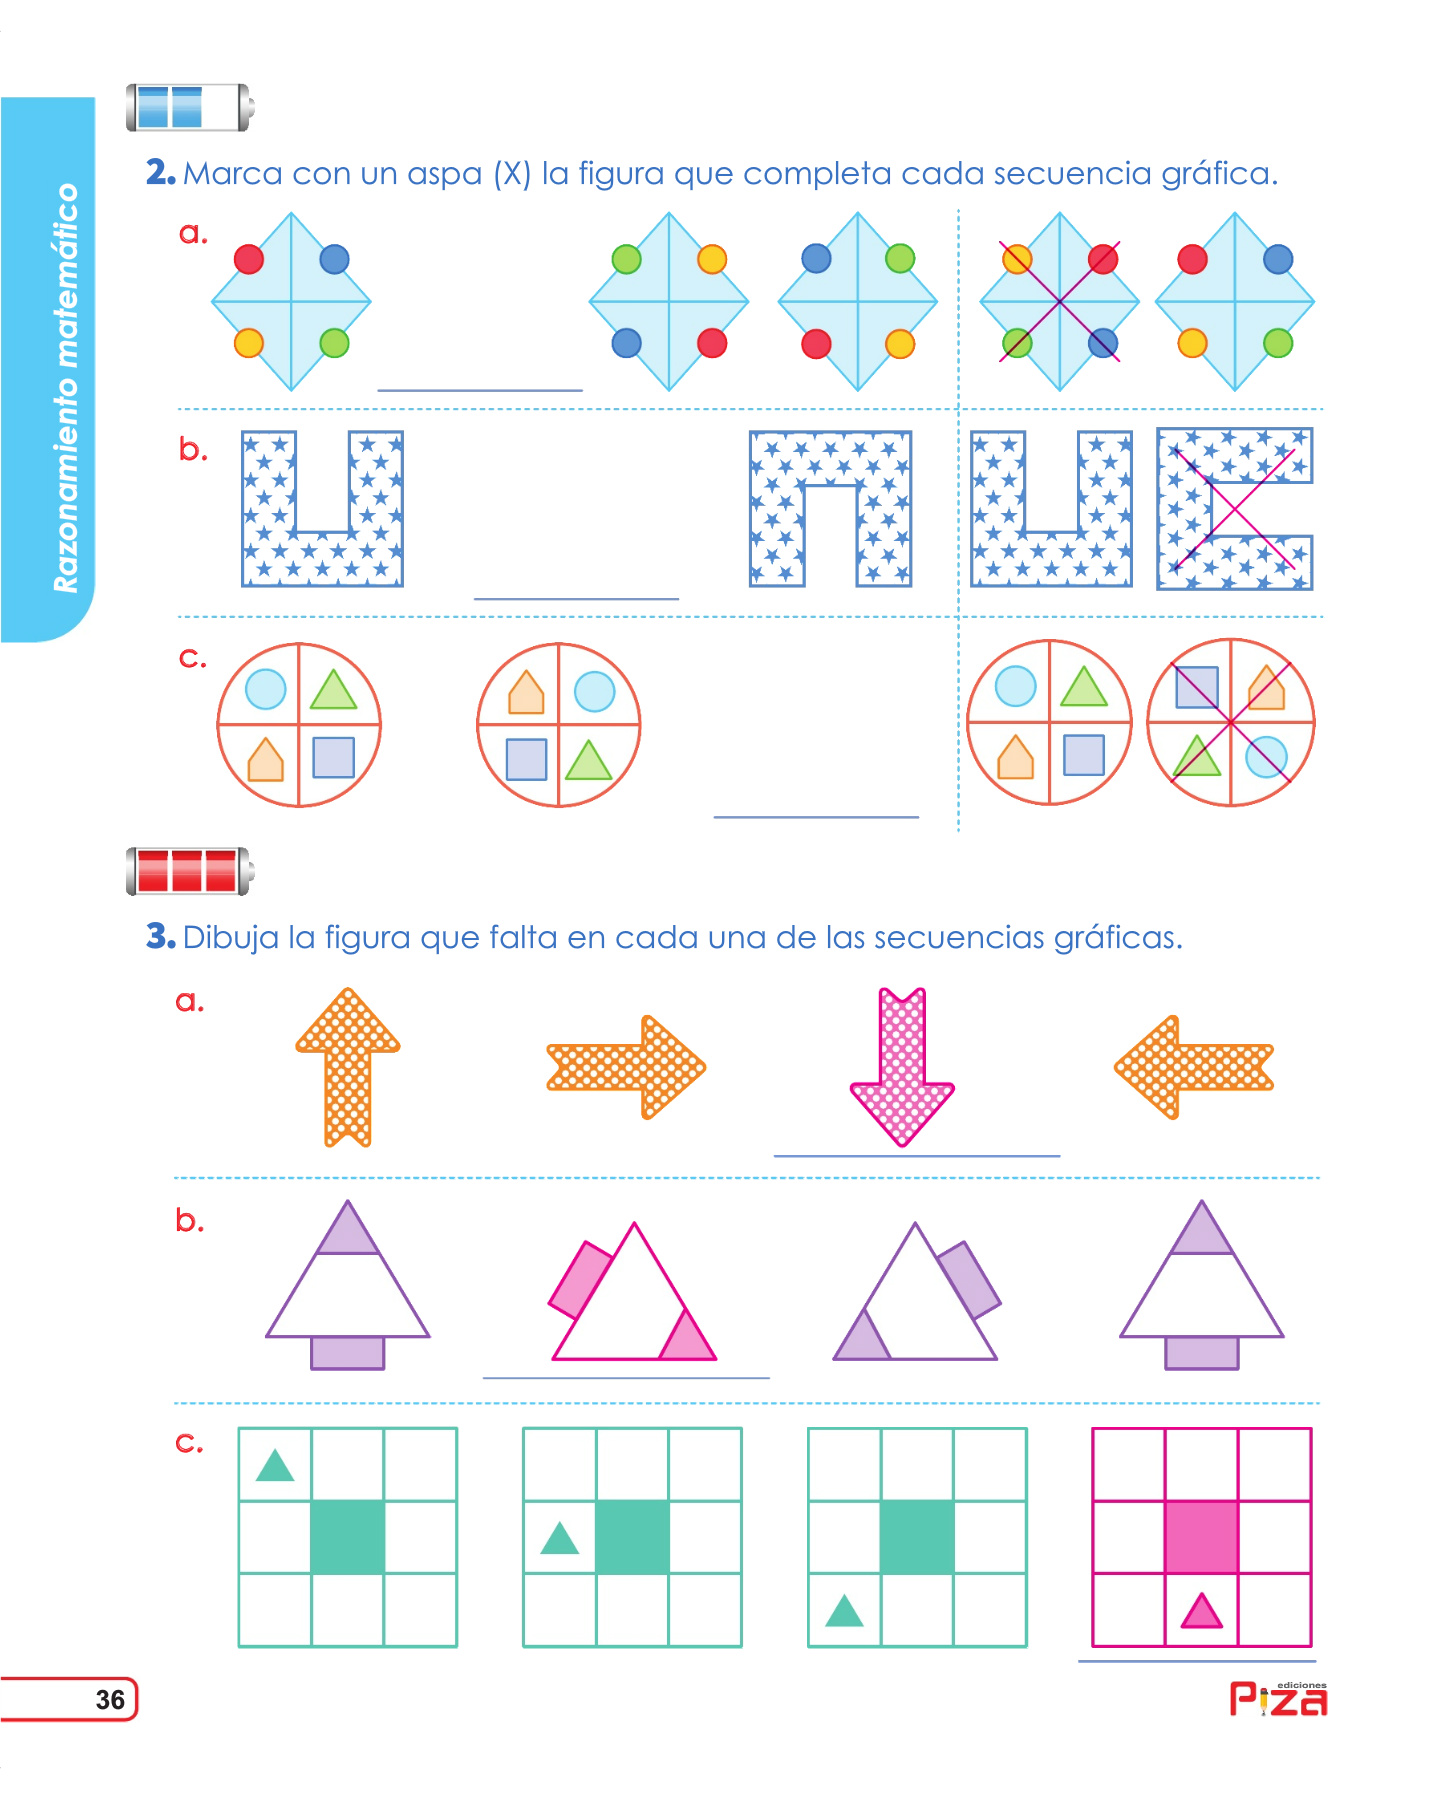 Razonamiento matemático
2. Marca con un aspa (X) la figura que completa cada secuencia gráfica.
a.
b.
c.
3. Dibuja la figura que falta en cada una de las secuencias gráficas.
a.
b.
c.
36
ediciones
Piza